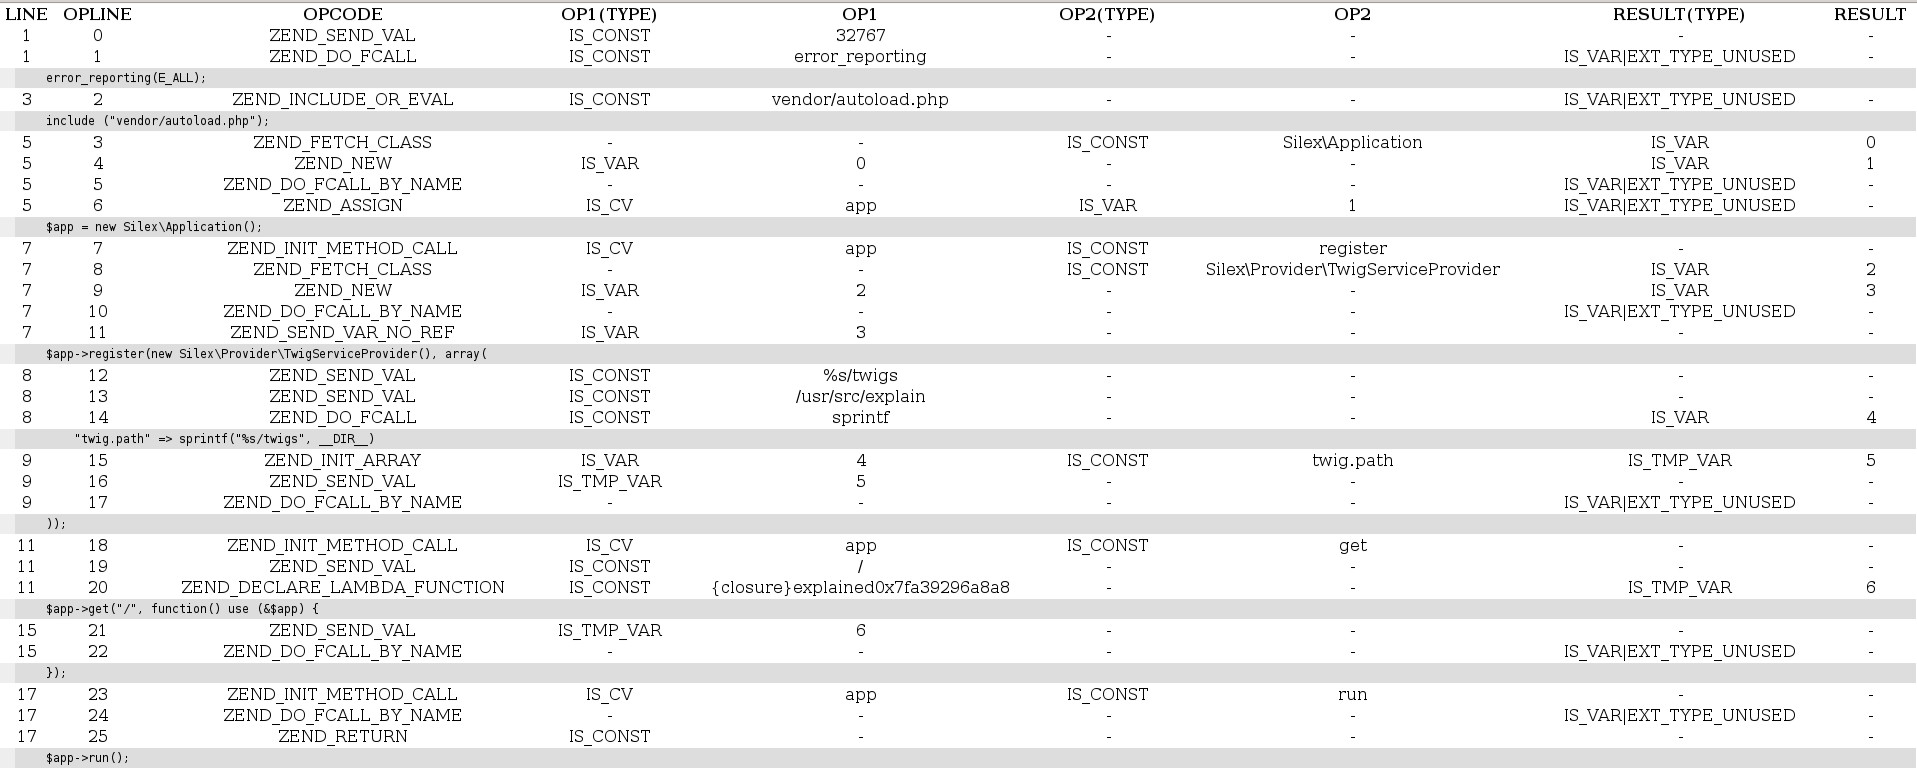 LINE OPLINE OPCODE OP1(TYPE) OP1 OP2(TYPE) OP2 RESULT(TYPE) RESULT
1 0 ZEND_SEND_VAL IS_CONST 32767 - - - -
1 1 ZEND_DO_FCALL IS_CONST error_reporting - - IS_VAR|EXT_TYPE_UNUSED -
error_reporting(E_ALL);
3 2 ZEND_INCLUDE_OR_EVAL IS_CONST vendor/autoload.php - - IS_VAR|EXT_TYPE_UNUSED -
include ("vendor/autoload.php");
5 3 ZEND_FETCH_CLASS - - IS_CONST Silex\Application IS_VAR 0
5 4 ZEND_NEW IS_VAR 0 - - IS_VAR 1
5 5 ZEND_DO_FCALL_BY_NAME - - - - IS_VAR|EXT_TYPE_UNUSED -
5 6 ZEND_ASSIGN IS_CV app IS_VAR 1 IS_VAR|EXT_TYPE_UNUSED -
$app = new Silex\Application();
7 7 ZEND_INIT_METHOD_CALL IS_CV app IS_CONST register - -
7 8 ZEND_FETCH_CLASS - - IS_CONST Silex\Provider\TwigServiceProvider IS_VAR 2
7 9 ZEND_NEW IS_VAR 2 - - IS_VAR 3
7 10 ZEND_DO_FCALL_BY_NAME - - - - IS_VAR|EXT_TYPE_UNUSED -
7 11 ZEND_SEND_VAR_NO_REF IS_VAR 3 - - - -
$app->register(new Silex\Provider\TwigServiceProvider(), array(
8 12 ZEND_SEND_VAL IS_CONST %s/twigs - - - -
8 13 ZEND_SEND_VAL IS_CONST /usr/src/explain - - - -
8 14 ZEND_DO_FCALL IS_CONST sprintf - - IS_VAR 4
"twig.path" => sprintf("%s/twigs", __DIR__)
9 15 ZEND_INIT_ARRAY IS_VAR 4 IS_CONST twig.path IS_TMP_VAR 5
9 16 ZEND_SEND_VAL IS_TMP_VAR 5 - - - -
9 17 ZEND_DO_FCALL_BY_NAME - - - - IS_VAR|EXT_TYPE_UNUSED -
));
11 18 ZEND_INIT_METHOD_CALL IS_CV app IS_CONST get - -
11 19 ZEND_SEND_VAL IS_CONST / - - - -
11 20 ZEND_DECLARE_LAMBDA_FUNCTION IS_CONST {closure}explained0x7fa39296a8a8 - - IS_TMP_VAR 6
$app->get("/", function() use (&$app) {
15 21 ZEND_SEND_VAL IS_TMP_VAR 6 - - - -
15 22 ZEND_DO_FCALL_BY_NAME - - - - IS_VAR|EXT_TYPE_UNUSED -
});
17 23 ZEND_INIT_METHOD_CALL IS_CV app IS_CONST run - -
17 24 ZEND_DO_FCALL_BY_NAME - - - - IS_VAR|EXT_TYPE_UNUSED -
17 25 ZEND_RETURN IS_CONST - - - - -
$app->run();